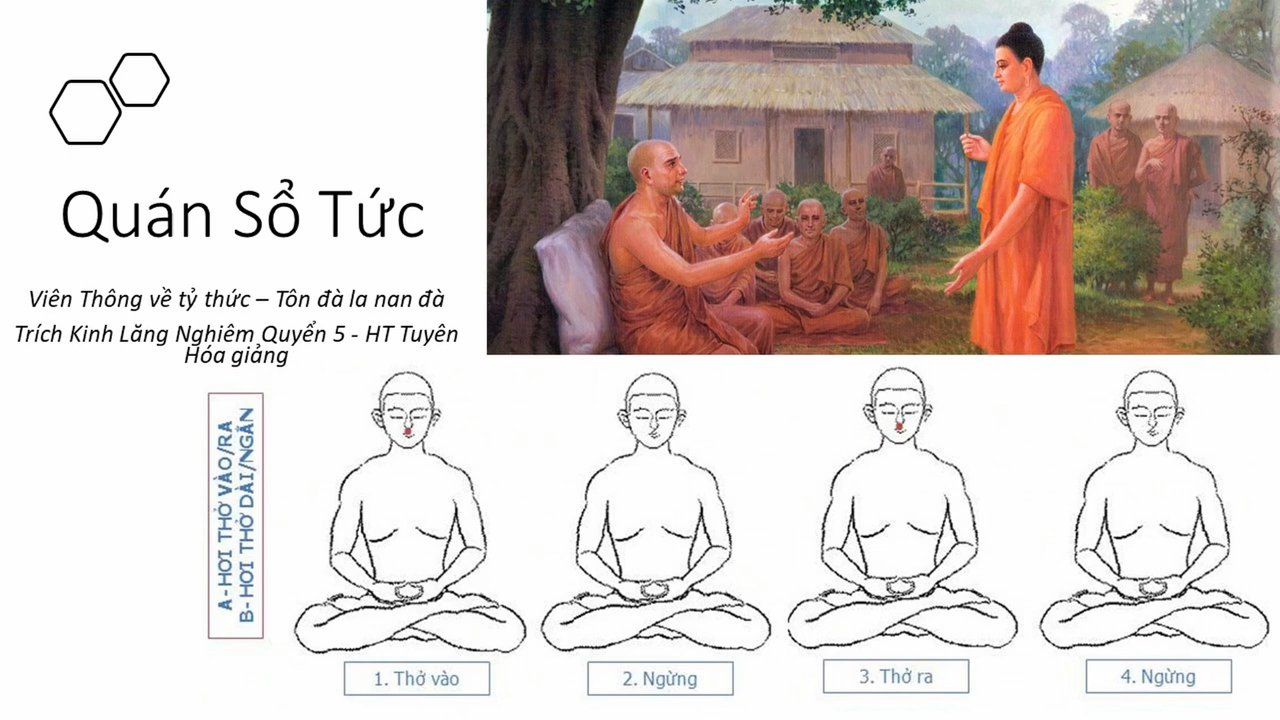 Quán Sổ Tức
Viên Thông về tỷ thức – Tôn đà la nan đà
Trích Kinh Lăng Nghiêm Quyển 5 - HT Tuyên
Hóa giảng
A - HƠI THỞ VÀO/RA
B- HƠI THỞ DÀI/NGẮN
1. Thở vào
2. Ngừng
3. Thở ra
4. Ngừng